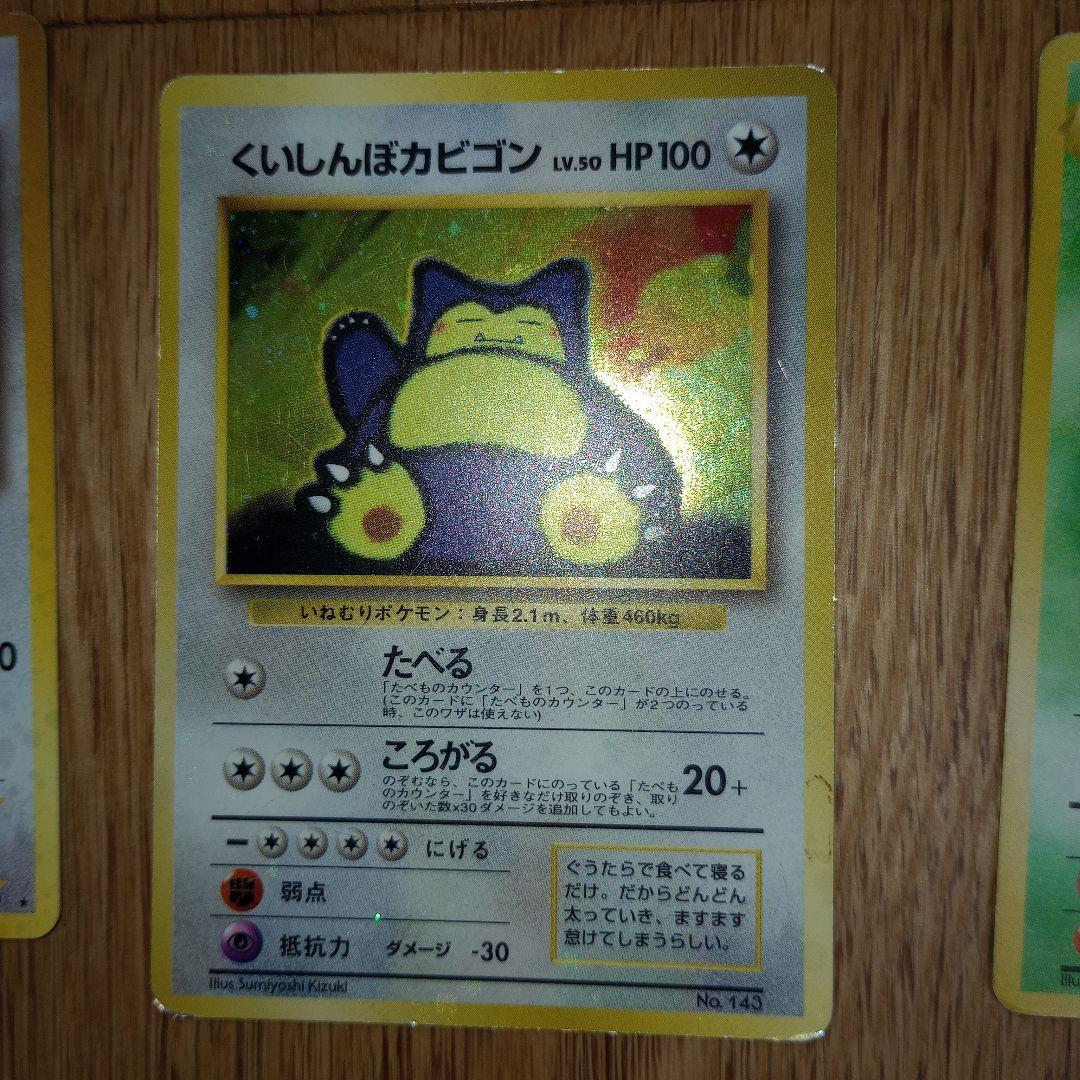 くいしんぼカビゴン LV.50 HP100
いねむりポケモン：身長2.1m、体重460kg
たべる
「たべものカウンター」を1つ、このカードの上にのせる。
(このカードに「たべものカウンター」が2つのっている
時、このワザは使えない)
ころがる
のぞむなら、このカードにのっている「たべも
のカウンター」を好きなだけ取りのぞき、取り
のぞいた数x30ダメージを追加してもよい。
20+
にげる
弱点
抵抗力 ダメージ -30
ぐうたらで食べて寝る
だけ。だからどんどん
太っていき、ますます
怠けてしまうらしい。
Illus. Sumiyoshi Kizuki
No. 143
0